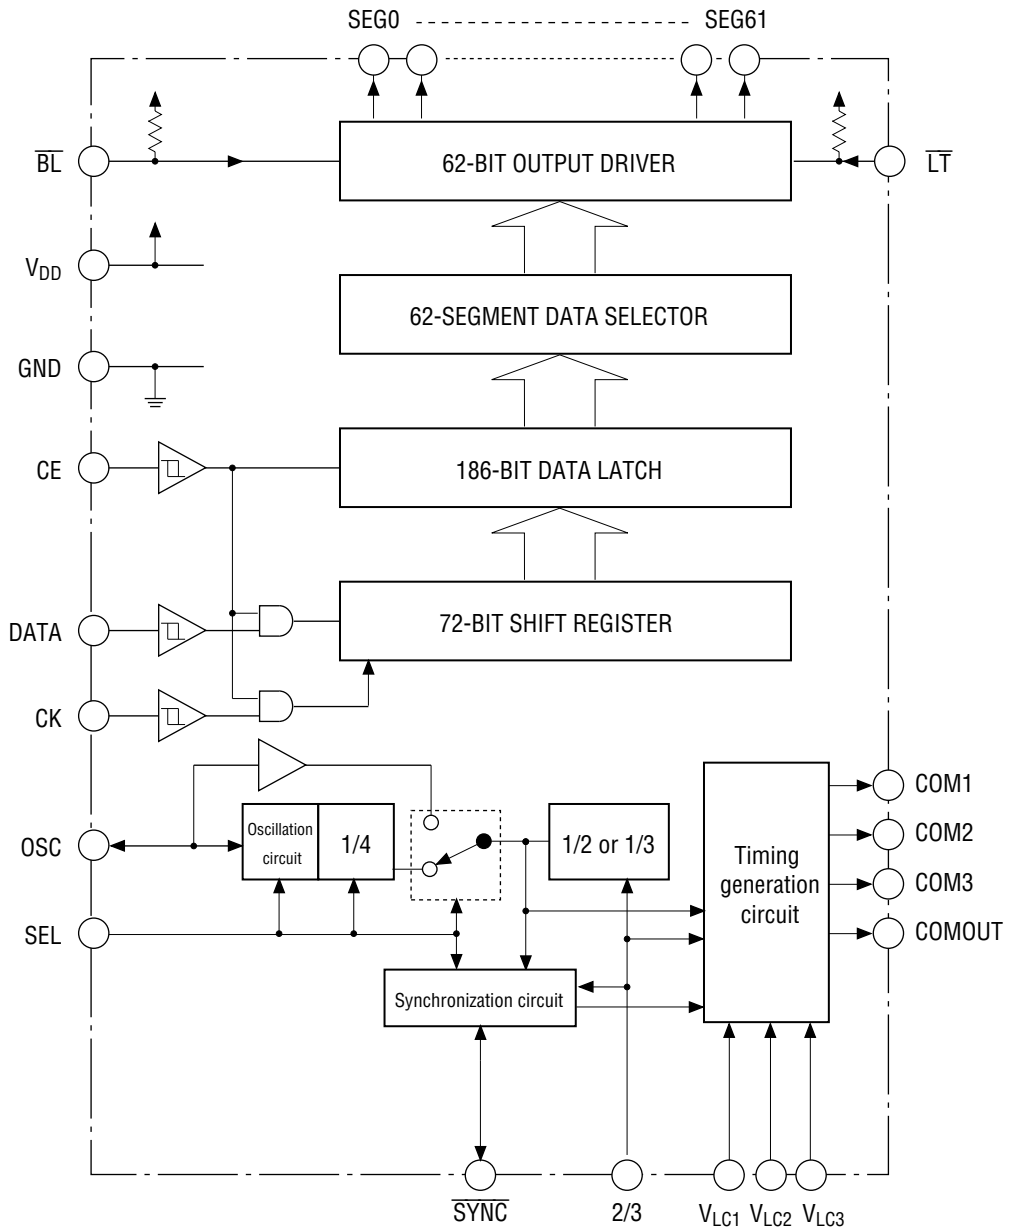 SEG0 SEG61
BL
62-BIT OUTPUT DRIVER
LT
VDD
62-SEGMENT DATA SELECTOR
GND
CE
186-BIT DATA LATCH
DATA
72-BIT SHIFT REGISTER
CK
OSC
Oscillation
circuit
1/4
1/2 or 1/3
Timing
generation
circuit
COM1
COM2
COM3
COMOUT
SEL
Synchronization circuit
SYNC
2/3
VLC1
VLC2
VLC3